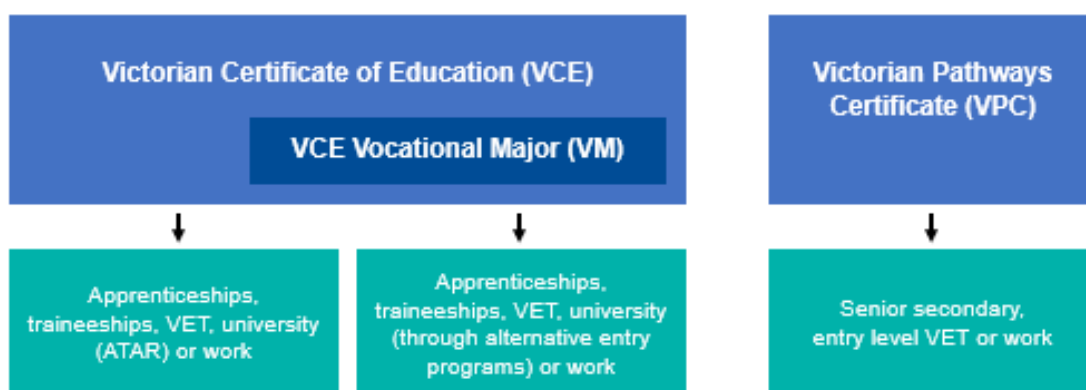 Victorian Certificate of Education (VCE)
VCE Vocational Major (VM)
Victorian Pathways
Certificate (VPC)
Apprenticeships,
traineeships, VET, university
(ATAR) or work
Apprenticeships,
traineeships, VET, university
(through alternative entry
programs) or work
Senior secondary,
entry level VET or work